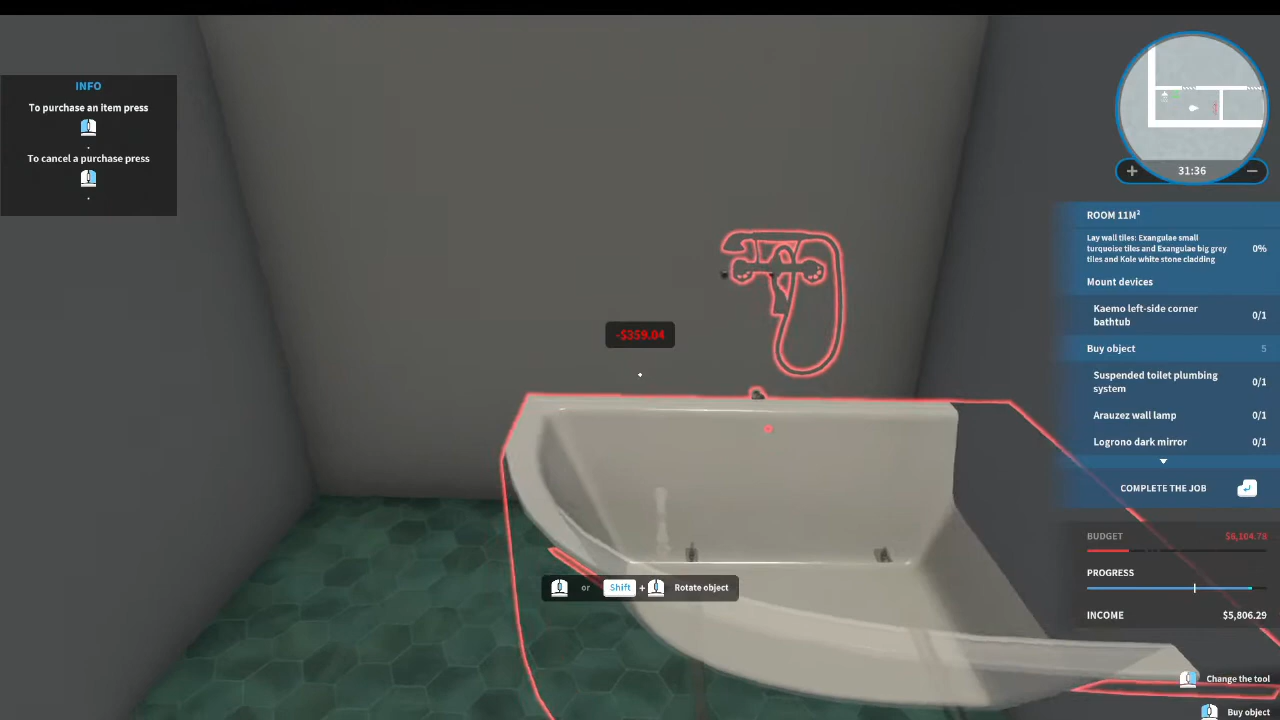 INFO
To purchase an item press
.
To cancel a purchase press
.
-$359.04
or Shift + Rotate object
+ 31:36 −
ROOM 11M²
Lay wall tiles: Exangulae small
turquoise tiles and Exangulae big grey
tiles and Kole white stone cladding
0%
Mount devices
Kaemo left-side corner
bathtub
0/1
Buy object 5
Suspended toilet plumbing
system
0/1
Arauzez wall lamp 0/1
Logrono dark mirror 0/1
COMPLETE THE JOB
BUDGET $6,104.78
PROGRESS
INCOME $5,806.29
Change the tool
Buy object